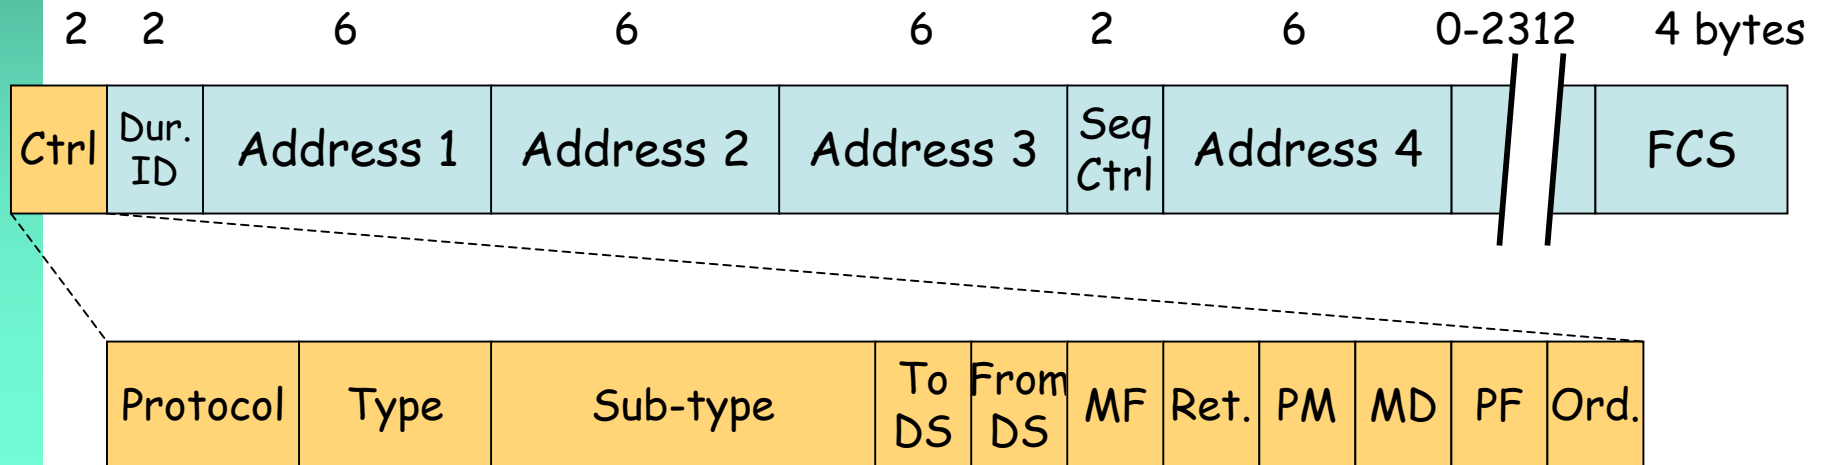 2 2 6 6 6 2 6 0-2312 4 bytes
Ctrl Dur. ID Address 1 Address 2 Address 3 Seq Ctrl Address 4 FCS
Protocol Type Sub-type To DS From DS MF Ret. PM MD PF Ord.